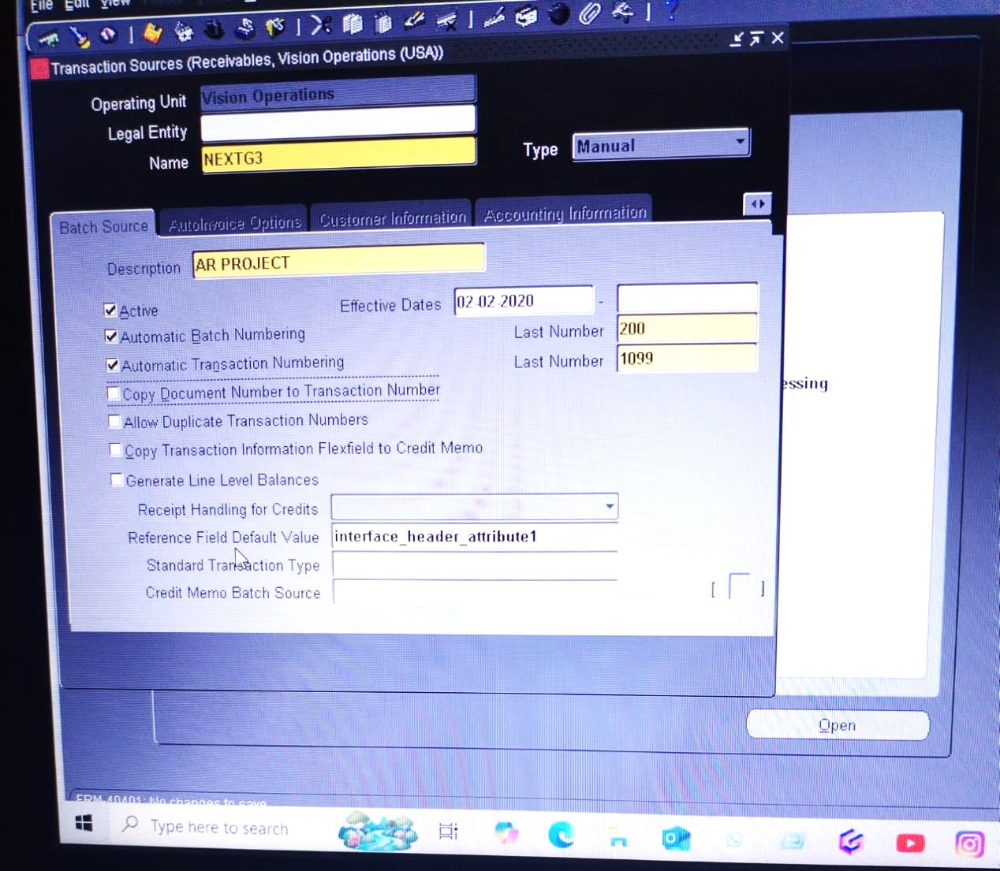 File Edit View
Transaction Sources (Receivables, Vision Operations (USA))
Operating Unit Vision Operations
Legal Entity
Name NEXTG3
Type Manual
Batch Source AutoInvoice Options Customer Information Accounting Information
Description AR PROJECT
Active
Effective Dates 02-02-2020 -
Automatic Batch Numbering
Last Number 200
Automatic Transaction Numbering
Last Number 1099
Copy Document Number to Transaction Number
Allow Duplicate Transaction Numbers
Copy Transaction Information Flexfield to Credit Memo
Generate Line Level Balances
Receipt Handling for Credits
Reference Field Default Value interface_header_attribute1
Standard Transaction Type
Credit Memo Batch Source
[ ]
essing
Open
FRM-40401: No changes to save
Type here to search